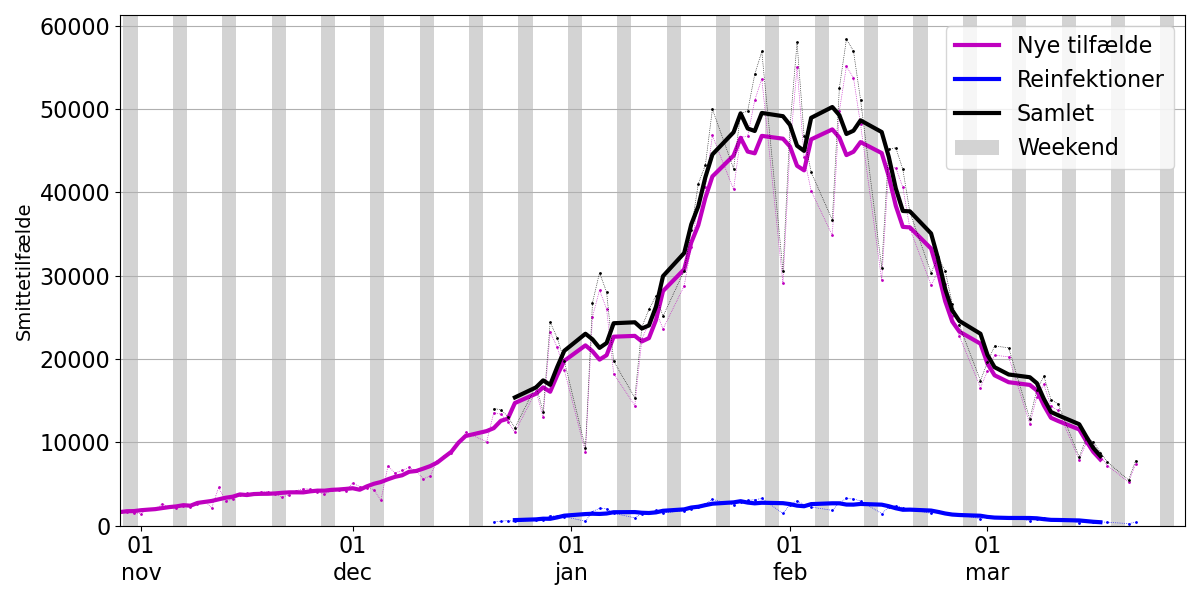 60000
50000
40000
30000
20000
10000
0
Smittetilfælde
Nye tilfælde
Reinfektioner
Samlet
Weekend
01 01 01 01 01
nov dec jan feb mar